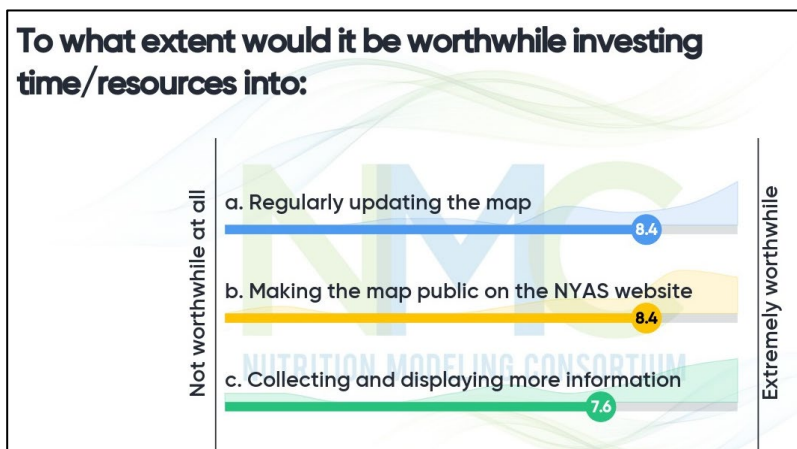 To what extent would it be worthwhile investing
time/resources into:
Not worthwhile at all
a. Regularly updating the map
8.4
b. Making the map public on the NYAS website
8.4
c. Collecting and displaying more information
7.6
Extremely worthwhile
NMC
NUTRITION MODELING CONSORTIUM